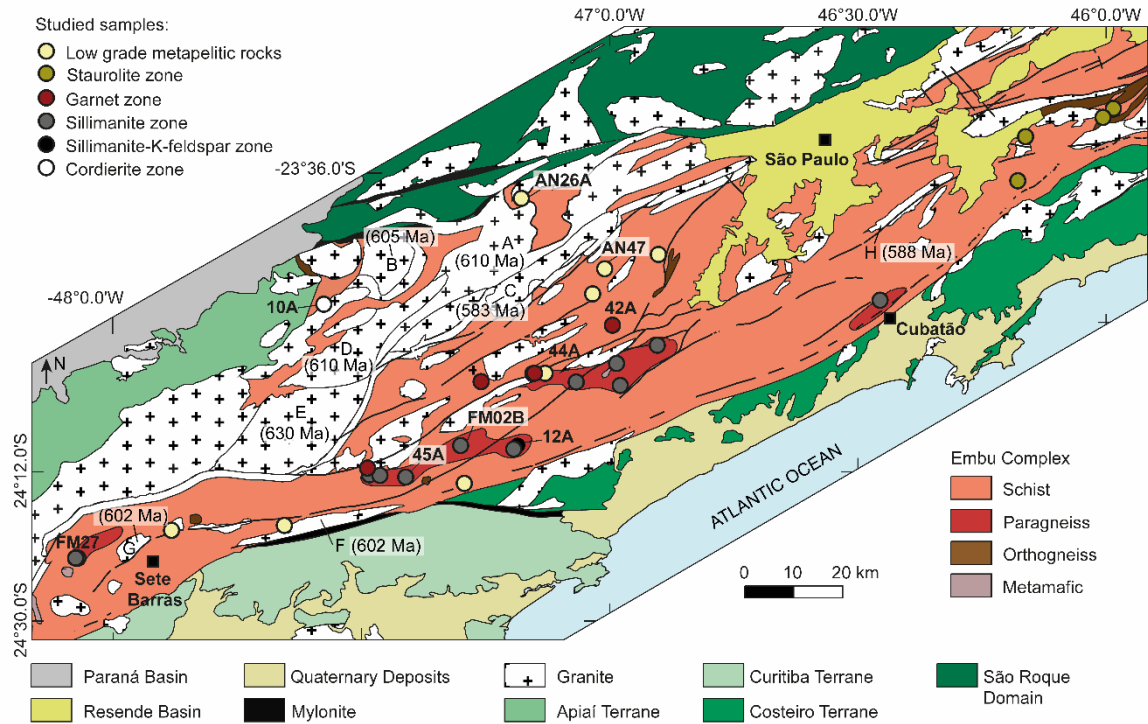 Studied samples:
Low grade metapelitic rocks
Staurolite zone
Garnet zone
Sillimanite zone
Sillimanite-K-feldspar zone
Cordierite zone
-47°0.0'W
-46°30.0'W
-46°0.0'W
-23°36.0'S
-48°0.0'W
24°12.0'S
24°30.0'S
N
São Paulo
AN26A
(605 Ma)
B
A
(610 Ma)
AN47
H (588 Ma)
C
(583 Ma)
10A
42A
Cubatão
D
(610 Ma)
44A
E
(630 Ma)
FM02B
12A
45A
(602 Ma)
FM27
G
F (602 Ma)
Sete
Barras
ATLANTIC OCEAN
0 10 20 km
Embu Complex
Schist
Paragneiss
Orthogneiss
Metamafic
Paraná Basin
Quaternary Deposits
Granite
Curitiba Terrane
São Roque
Domain
Resende Basin
Mylonite
Apiaí Terrane
Costeiro Terrane